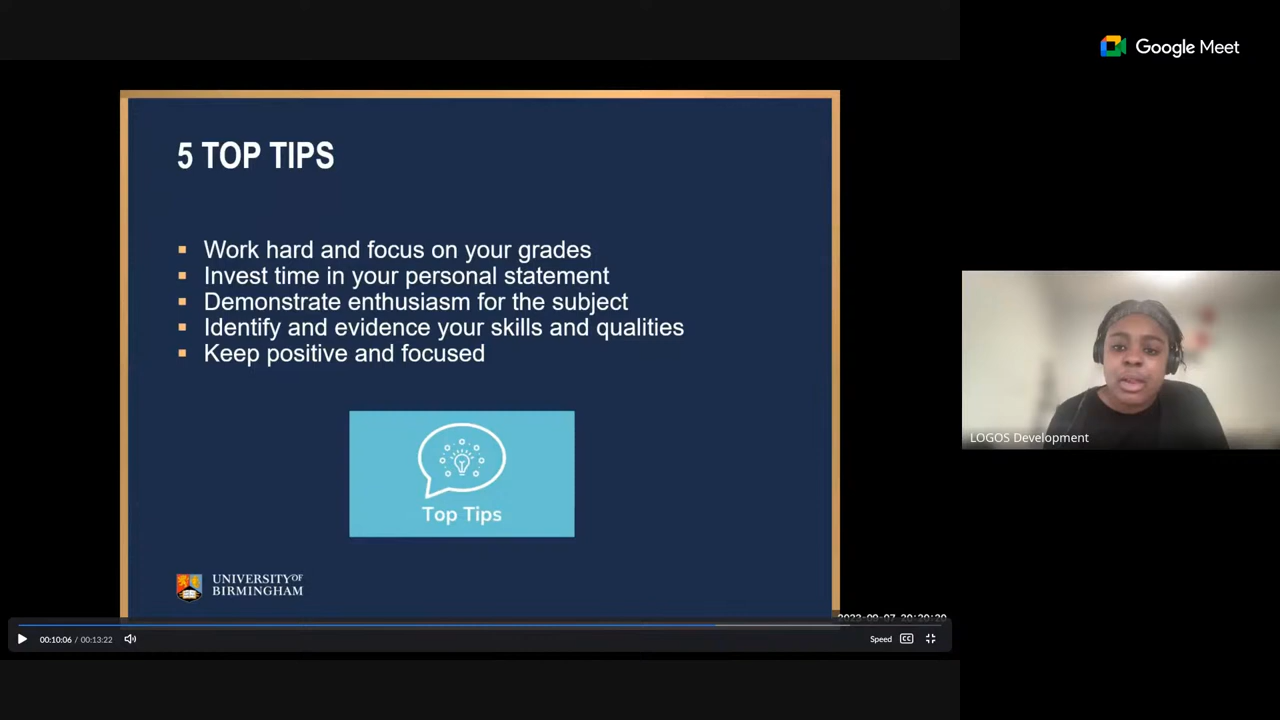 Google Meet
5 TOP TIPS
Work hard and focus on your grades
Invest time in your personal statement
Demonstrate enthusiasm for the subject
Identify and evidence your skills and qualities
Keep positive and focused
Top Tips
UNIVERSITY OF
BIRMINGHAM
LOGOS Development
00:10:06 / 00:13:22
Speed
CC